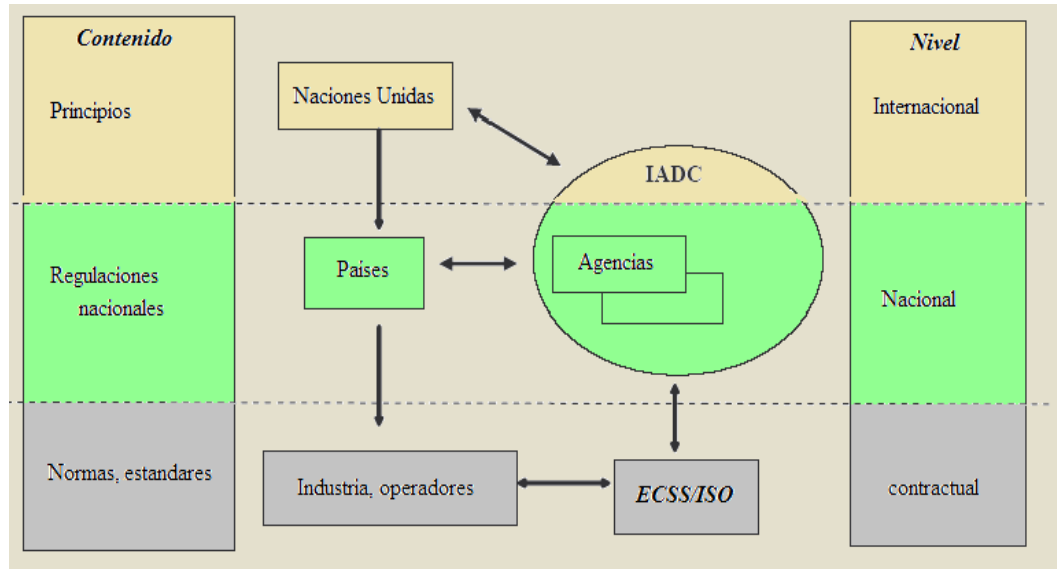 Contenido
Nivel
Naciones Unidas
Principios
Internacional
IADC
Países
Agencias
Regulaciones
nacionales
Nacional
Normas, estandares
Industria, operadores
ECSS/ISO
contractual